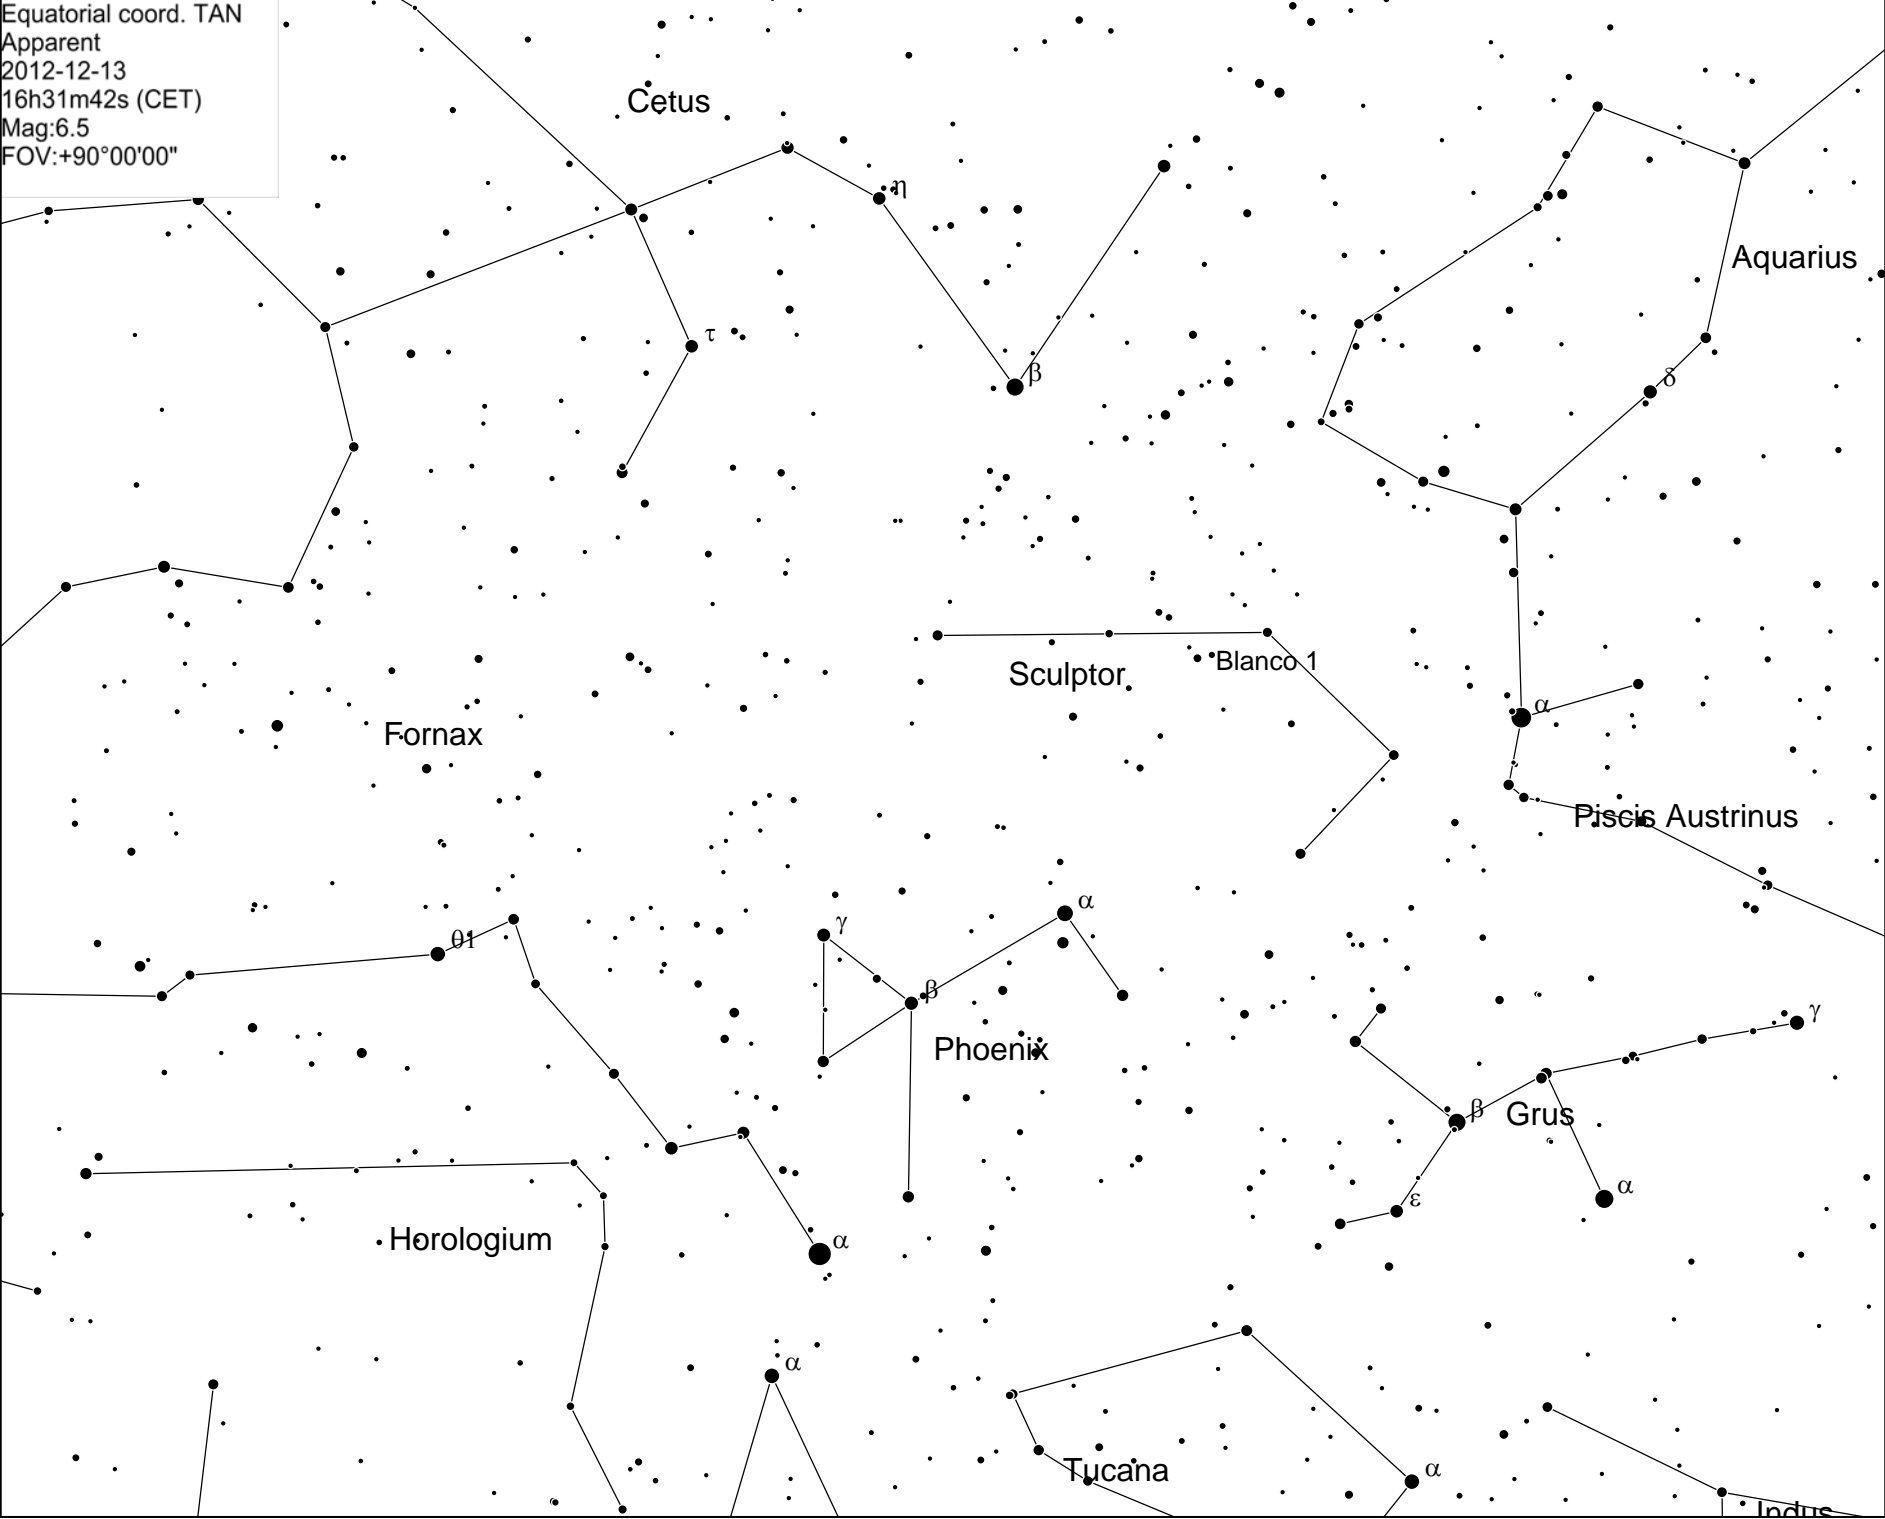 Equatorial coord. TAN
Apparent
2012-12-13
16h31m42s (CET)
Mag:6.5
FOV:+90°00'00"
Cetus
η
Aquarius
τ
β
δ
Blanco 1
Sculptor
α
Fornax
Piscis Austrinus
α
γ
θ1
β
γ
Phoenix
β
Grus
α
ε
Horologium
α
α
Tucana
α
Indus